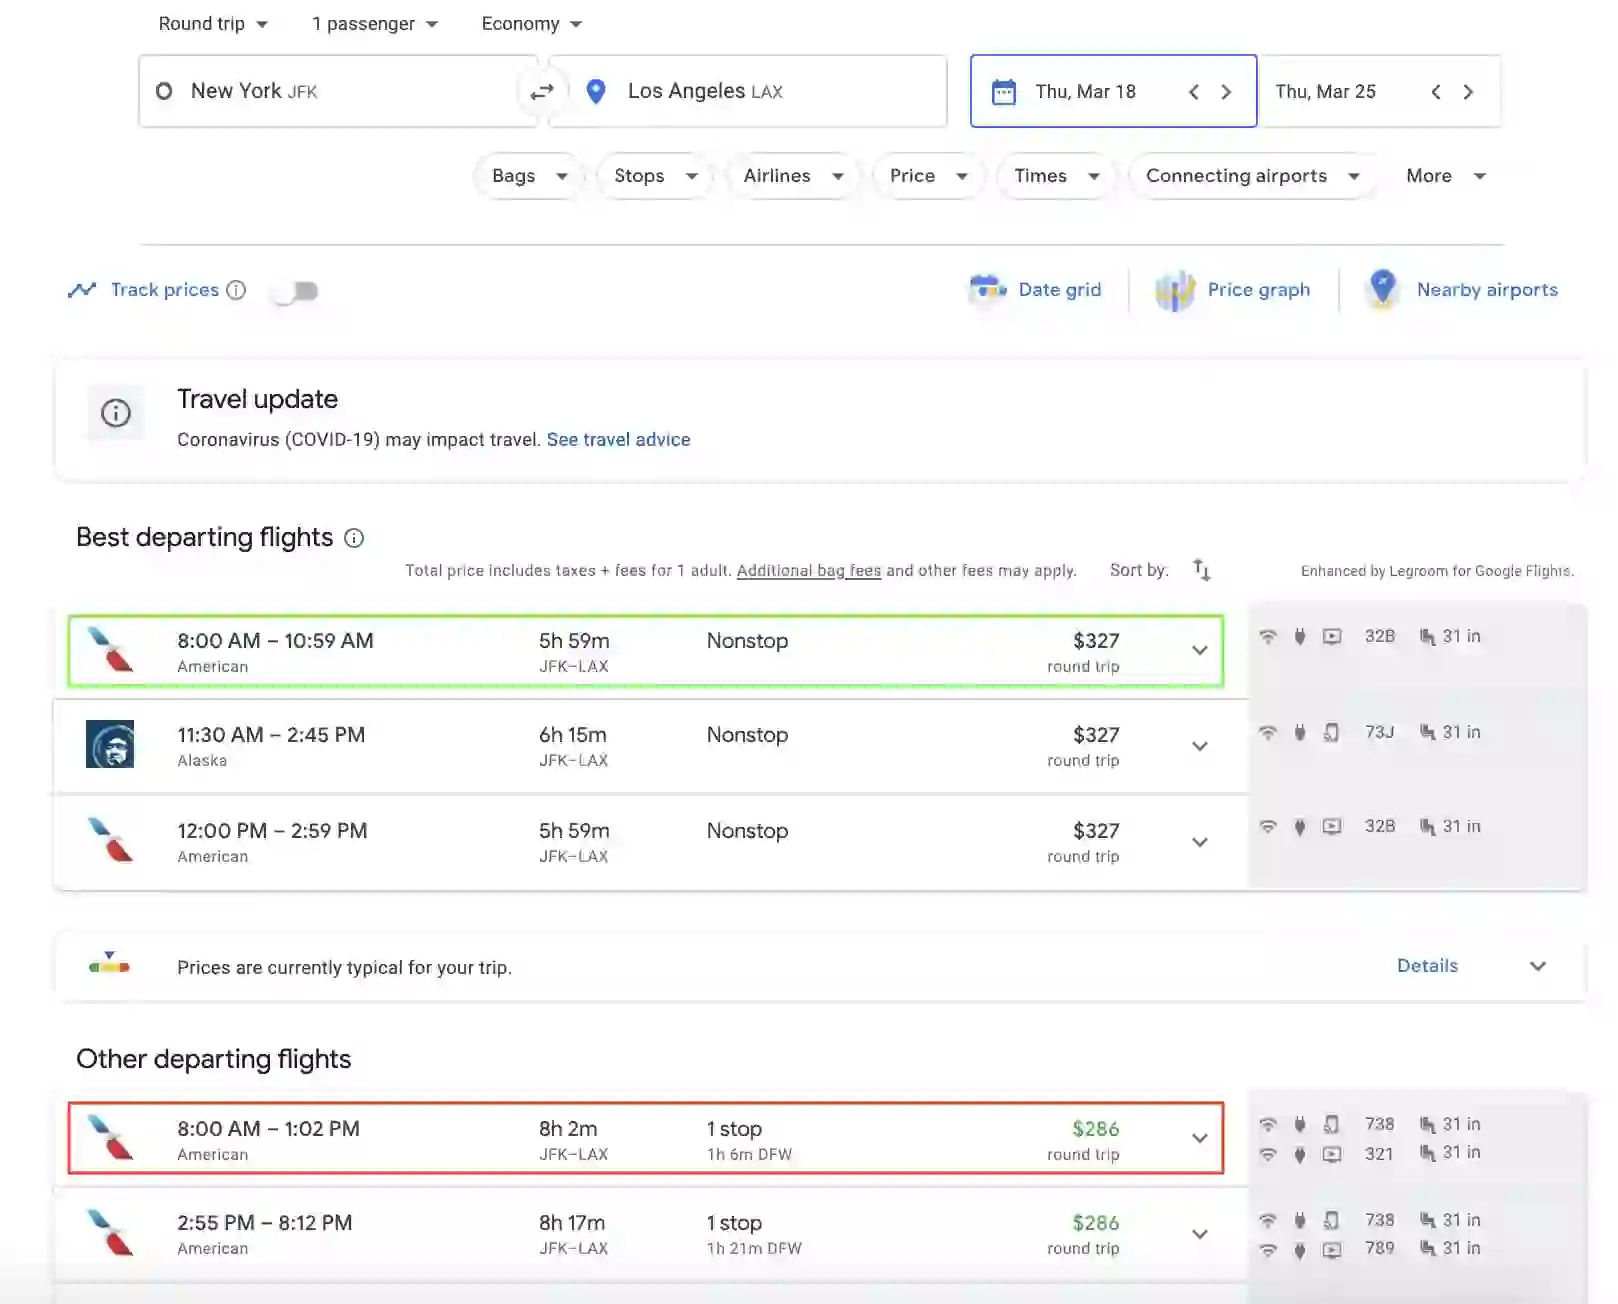 Round trip 1 passenger Economy
New York JFK Los Angeles LAX Thu, Mar 18 Thu, Mar 25
Bags Stops Airlines Price Times Connecting airports More
Track prices Date grid Price graph Nearby airports
Travel update
Coronavirus (COVID-19) may impact travel. See travel advice
Best departing flights
Total price includes taxes + fees for 1 adult. Additional bag fees and other fees may apply. Sort by: Enhanced by Legroom for Google Flights.
8:00 AM – 10:59 AM 5h 59m Nonstop $327 32B 31 in
American JFK–LAX round trip
11:30 AM – 2:45 PM 6h 15m Nonstop $327 73J 31 in
Alaska JFK–LAX round trip
12:00 PM – 2:59 PM 5h 59m Nonstop $327 32B 31 in
American JFK–LAX round trip
Prices are currently typical for your trip. Details
Other departing flights
8:00 AM – 1:02 PM 8h 2m 1 stop $286 738 31 in
American JFK–LAX 1h 6m DFW round trip 321 31 in
2:55 PM – 8:12 PM 8h 17m 1 stop $286 738 31 in
American JFK–LAX 1h 21m DFW round trip 789 31 in